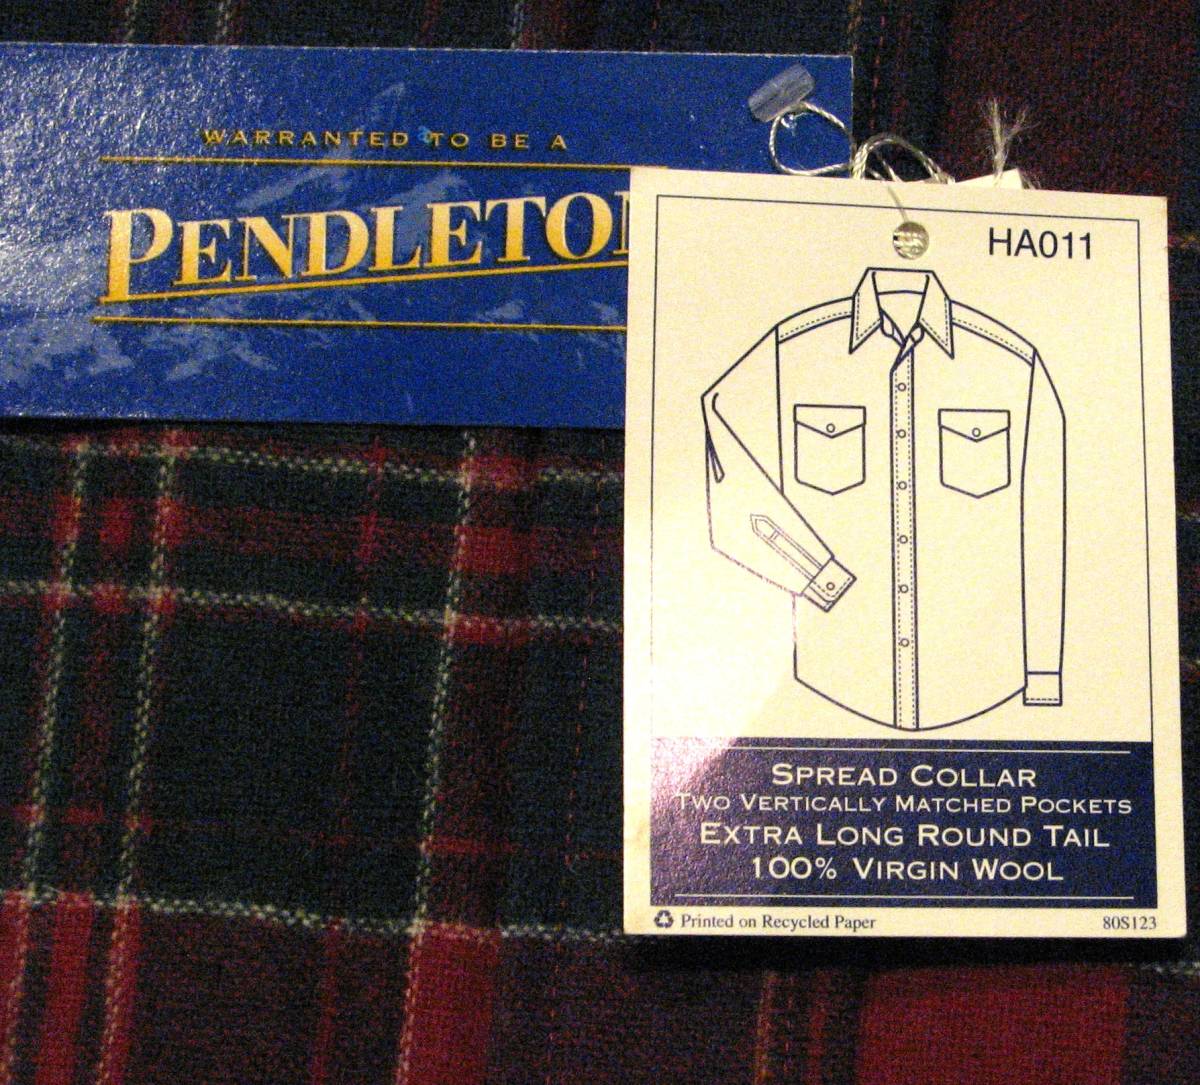 WARRANTED TO BE A
PENDLETON
HA011
SPREAD COLLAR
TWO VERTICALLY MATCHED POCKETS
EXTRA LONG ROUND TAIL
100% VIRGIN WOOL
Printed on Recycled Paper
80S123